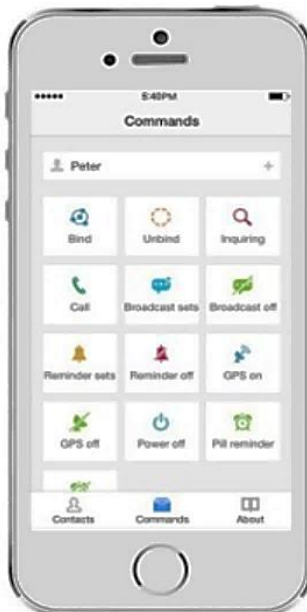 5:40PM
Commands
Peter +
Bind Unbind Inquiring
Call Broadcast sets Broadcast off
Reminder sets Reminder off GPS on
GPS off Power off Pill reminder
Contacts Commands About